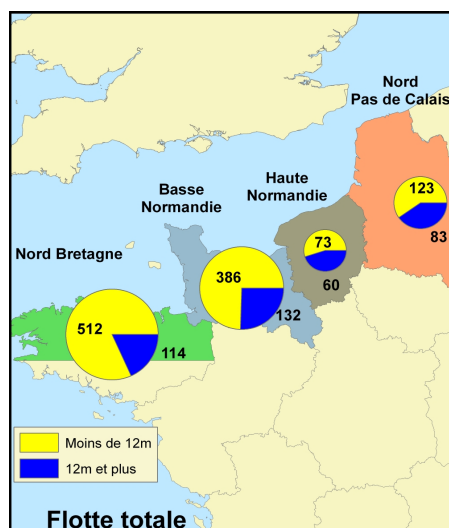 Nord
Pas de Calais
123
83
Haute
Normandie
73
60
Basse
Normandie
386
132
Nord Bretagne
512
114
Moins de 12m
12m et plus
Flotte totale